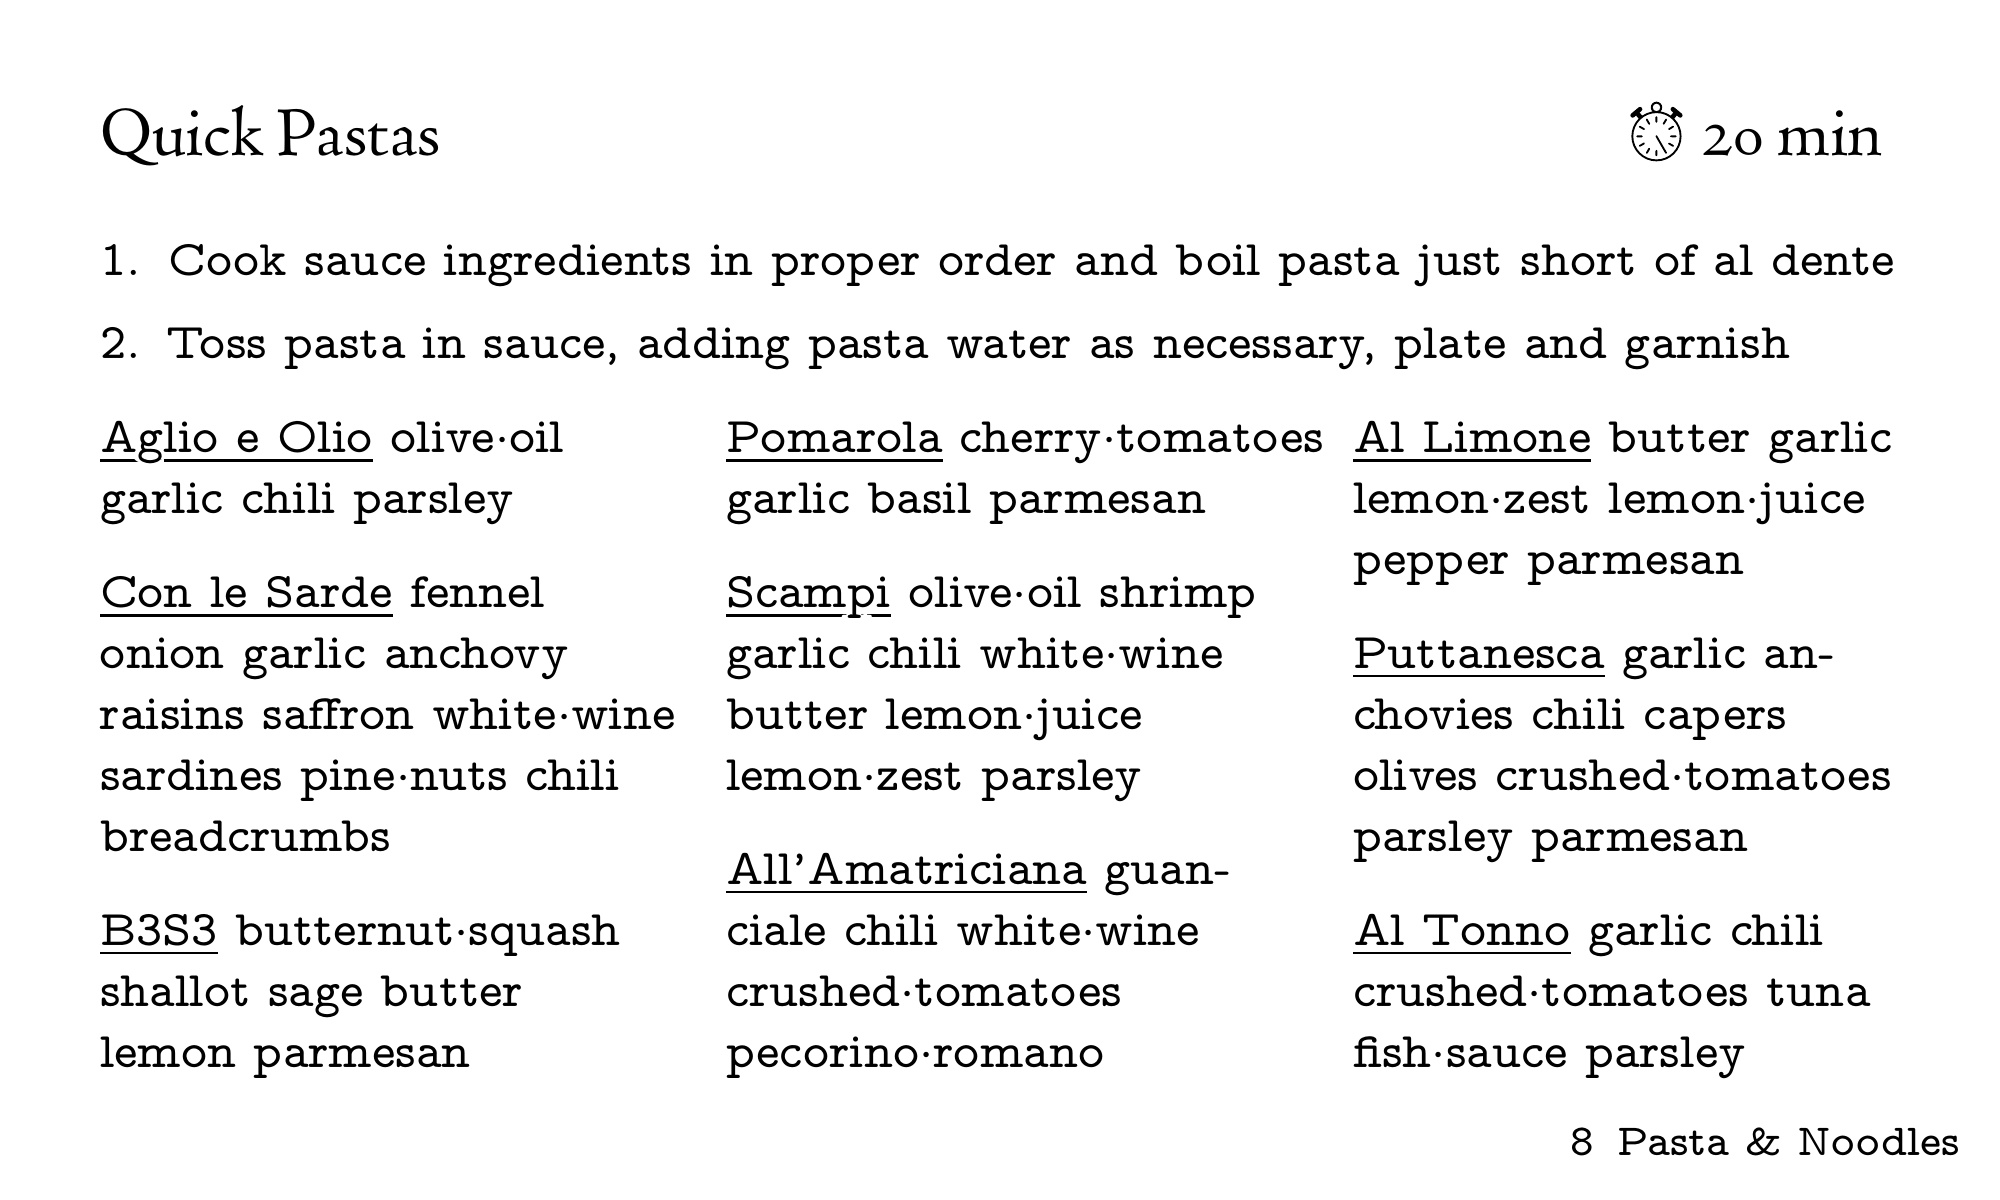 Quick Pastas
20 min
1. Cook sauce ingredients in proper order and boil pasta just short of al dente
2. Toss pasta in sauce, adding pasta water as necessary, plate and garnish
Aglio e Olio olive·oil
garlic chili parsley
Con le Sarde fennel
onion garlic anchovy
raisins saffron white·wine
sardines pine·nuts chili
breadcrumbs
B3S3 butternut·squash
shallot sage butter
lemon parmesan
Pomarola cherry·tomatoes
garlic basil parmesan
Scampi olive·oil shrimp
garlic chili white·wine
butter lemon·juice
lemon·zest parsley
All’Amatriciana guan-
ciale chili white·wine
crushed·tomatoes
pecorino·romano
Al Limone butter garlic
lemon·zest lemon·juice
pepper parmesan
Puttanesca garlic an-
chovies chili capers
olives crushed·tomatoes
parsley parmesan
Al Tonno garlic chili
crushed·tomatoes tuna
fish·sauce parsley
8 Pasta & Noodles